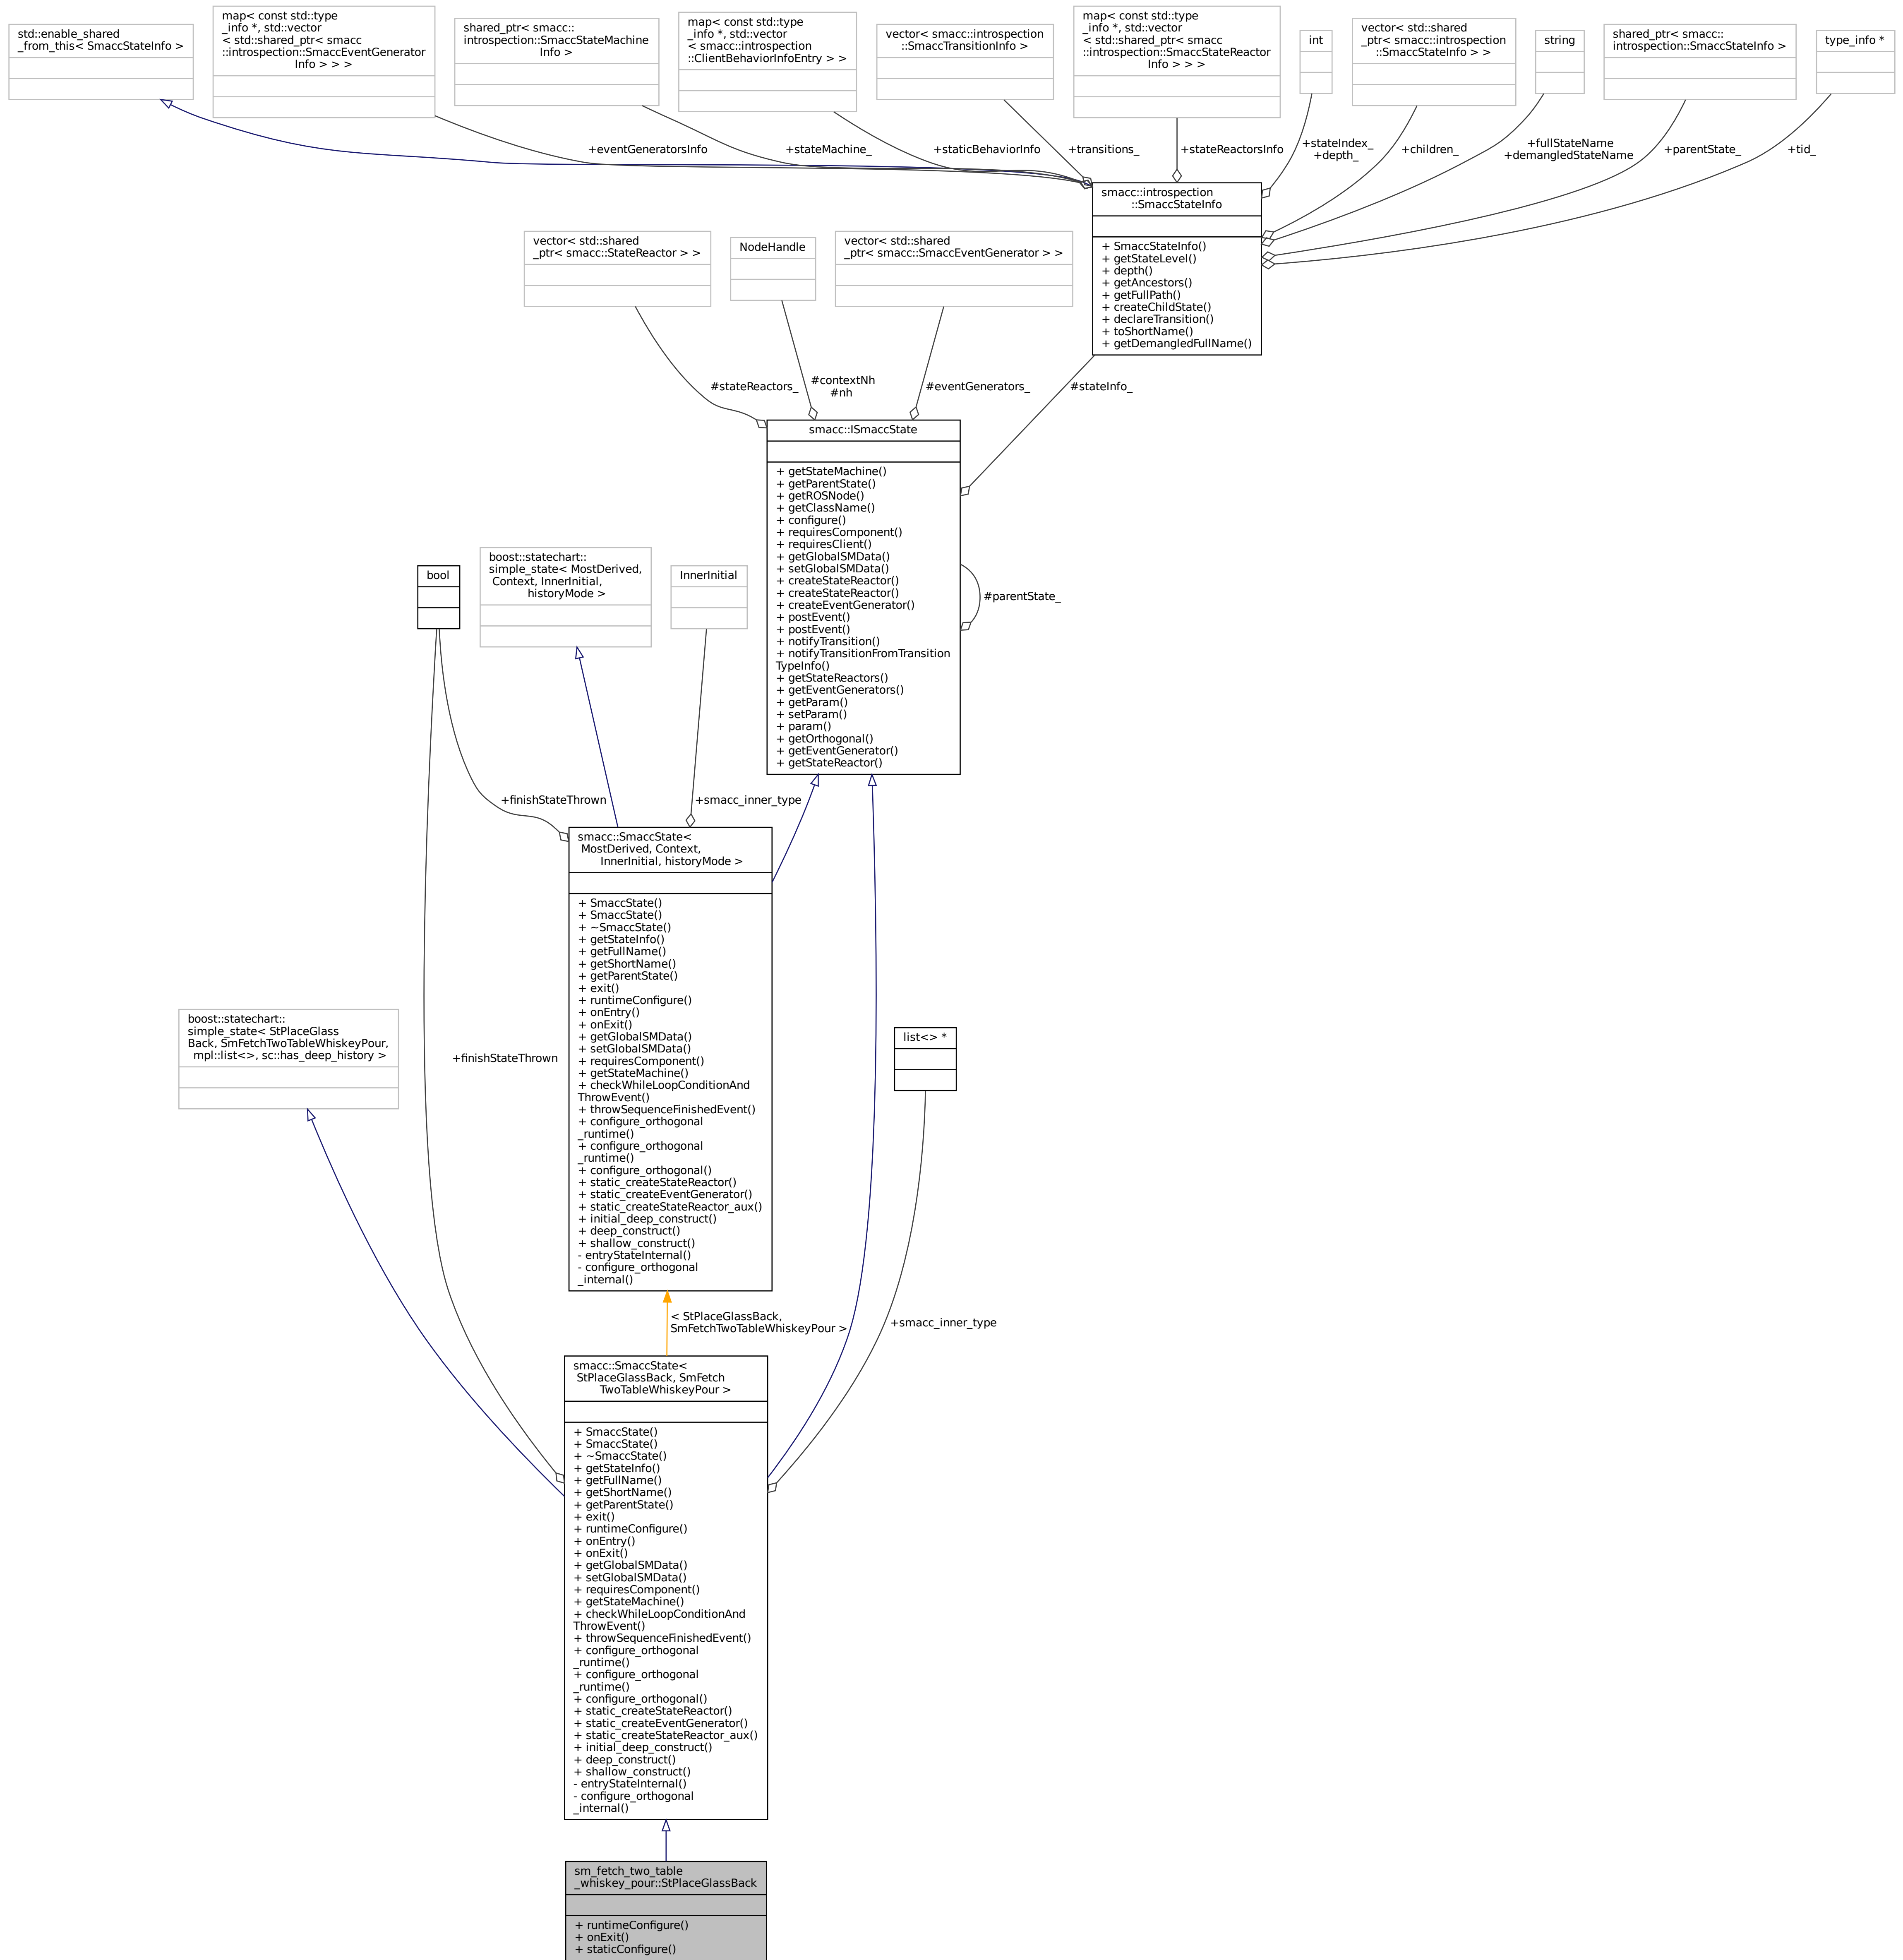 std::enable_shared
_from_this< SmaccStateInfo >
map< const std::type
_info *, std::vector
< std::shared_ptr< smacc
::introspection::SmaccEventGenerator
Info > > >
shared_ptr< smacc::
introspection::SmaccStateMachine
Info >
map< const std::type
_info *, std::vector
< smacc::introspection
::ClientBehaviorInfoEntry > >
vector< smacc::introspection
::SmaccTransitionInfo >
map< const std::type
_info *, std::vector
< std::shared_ptr< smacc
::introspection::SmaccStateReactor
Info > > >
int
vector< std::shared
_ptr< smacc::introspection
::SmaccStateInfo > >
string
shared_ptr< smacc::
introspection::SmaccStateInfo >
type_info *
+eventGeneratorsInfo
+stateMachine_
+staticBehaviorInfo
+transitions_
+stateReactorsInfo
+stateIndex_
+depth_
+children_
+fullStateName
+demangledStateName
+parentState_
+tid_
smacc::introspection
::SmaccStateInfo
+ SmaccStateInfo()
+ getStateLevel()
+ depth()
+ getAncestors()
+ getFullPath()
+ createChildState()
+ declareTransition()
+ toShortName()
+ getDemangledFullName()
vector< std::shared
_ptr< smacc::StateReactor > >
NodeHandle
vector< std::shared
_ptr< smacc::SmaccEventGenerator > >
#stateReactors_
#contextNh
#nh
#eventGenerators_
#stateInfo_
smacc::ISmaccState
+ getStateMachine()
+ getParentState()
+ getROSNode()
+ getClassName()
+ configure()
+ requiresComponent()
+ requiresClient()
+ getGlobalSMData()
+ setGlobalSMData()
+ createStateReactor()
+ createStateReactor()
+ createEventGenerator()
+ postEvent()
+ postEvent()
+ notifyTransition()
+ notifyTransitionFromTransition
TypeInfo()
+ getStateReactors()
+ getEventGenerators()
+ getParam()
+ setParam()
+ param()
+ getOrthogonal()
+ getEventGenerator()
+ getStateReactor()
#parentState_
bool
boost::statechart::
simple_state< MostDerived,
Context, InnerInitial,
historyMode >
InnerInitial
+finishStateThrown
+smacc_inner_type
smacc::SmaccState<
MostDerived, Context,
InnerInitial, historyMode >
+ SmaccState()
+ SmaccState()
+ ~SmaccState()
+ getStateInfo()
+ getFullName()
+ getShortName()
+ getParentState()
+ exit()
+ runtimeConfigure()
+ onEntry()
+ onExit()
+ getGlobalSMData()
+ setGlobalSMData()
+ requiresComponent()
+ getStateMachine()
+ checkWhileLoopConditionAnd
ThrowEvent()
+ throwSequenceFinishedEvent()
+ configure_orthogonal
_runtime()
+ configure_orthogonal
_runtime()
+ configure_orthogonal()
+ static_createStateReactor()
+ static_createEventGenerator()
+ static_createStateReactor_aux()
+ initial_deep_construct()
+ deep_construct()
+ shallow_construct()
- entryStateInternal()
- configure_orthogonal
_internal()
boost::statechart::
simple_state< StPlaceGlass
Back, SmFetchTwoTableWhiskeyPour,
mpl::list<>, sc::has_deep_history >
+finishStateThrown
list<> *
< StPlaceGlassBack,
SmFetchTwoTableWhiskeyPour >
+smacc_inner_type
smacc::SmaccState<
StPlaceGlassBack, SmFetch
TwoTableWhiskeyPour >
+ SmaccState()
+ SmaccState()
+ ~SmaccState()
+ getStateInfo()
+ getFullName()
+ getShortName()
+ getParentState()
+ exit()
+ runtimeConfigure()
+ onEntry()
+ onExit()
+ getGlobalSMData()
+ setGlobalSMData()
+ requiresComponent()
+ getStateMachine()
+ checkWhileLoopConditionAnd
ThrowEvent()
+ throwSequenceFinishedEvent()
+ configure_orthogonal
_runtime()
+ configure_orthogonal
_runtime()
+ configure_orthogonal()
+ static_createStateReactor()
+ static_createEventGenerator()
+ static_createStateReactor_aux()
+ initial_deep_construct()
+ deep_construct()
+ shallow_construct()
- entryStateInternal()
- configure_orthogonal
_internal()
sm_fetch_two_table
_whiskey_pour::StPlaceGlassBack
+ runtimeConfigure()
+ onExit()
+ staticConfigure()